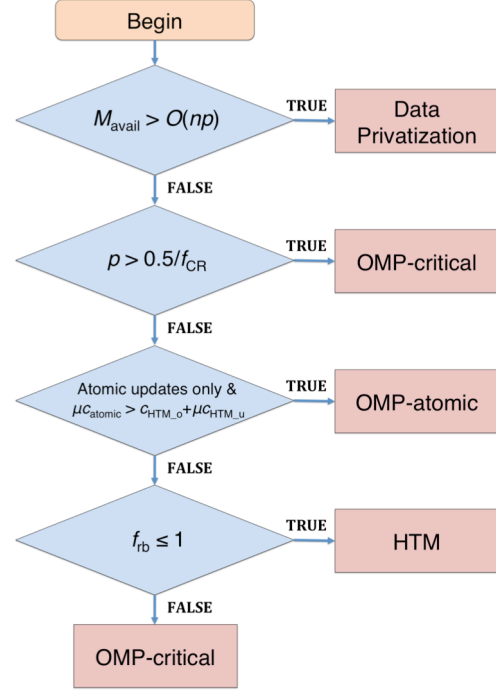 Begin
M_avail > O(np)
TRUE
Data
Privatization
FALSE
p > 0.5/f_CR
TRUE
OMP-critical
FALSE
Atomic updates only &
μc_atomic > c_HTM_o+μc_HTM_u
TRUE
OMP-atomic
FALSE
f_rb ≤ 1
TRUE
HTM
FALSE
OMP-critical